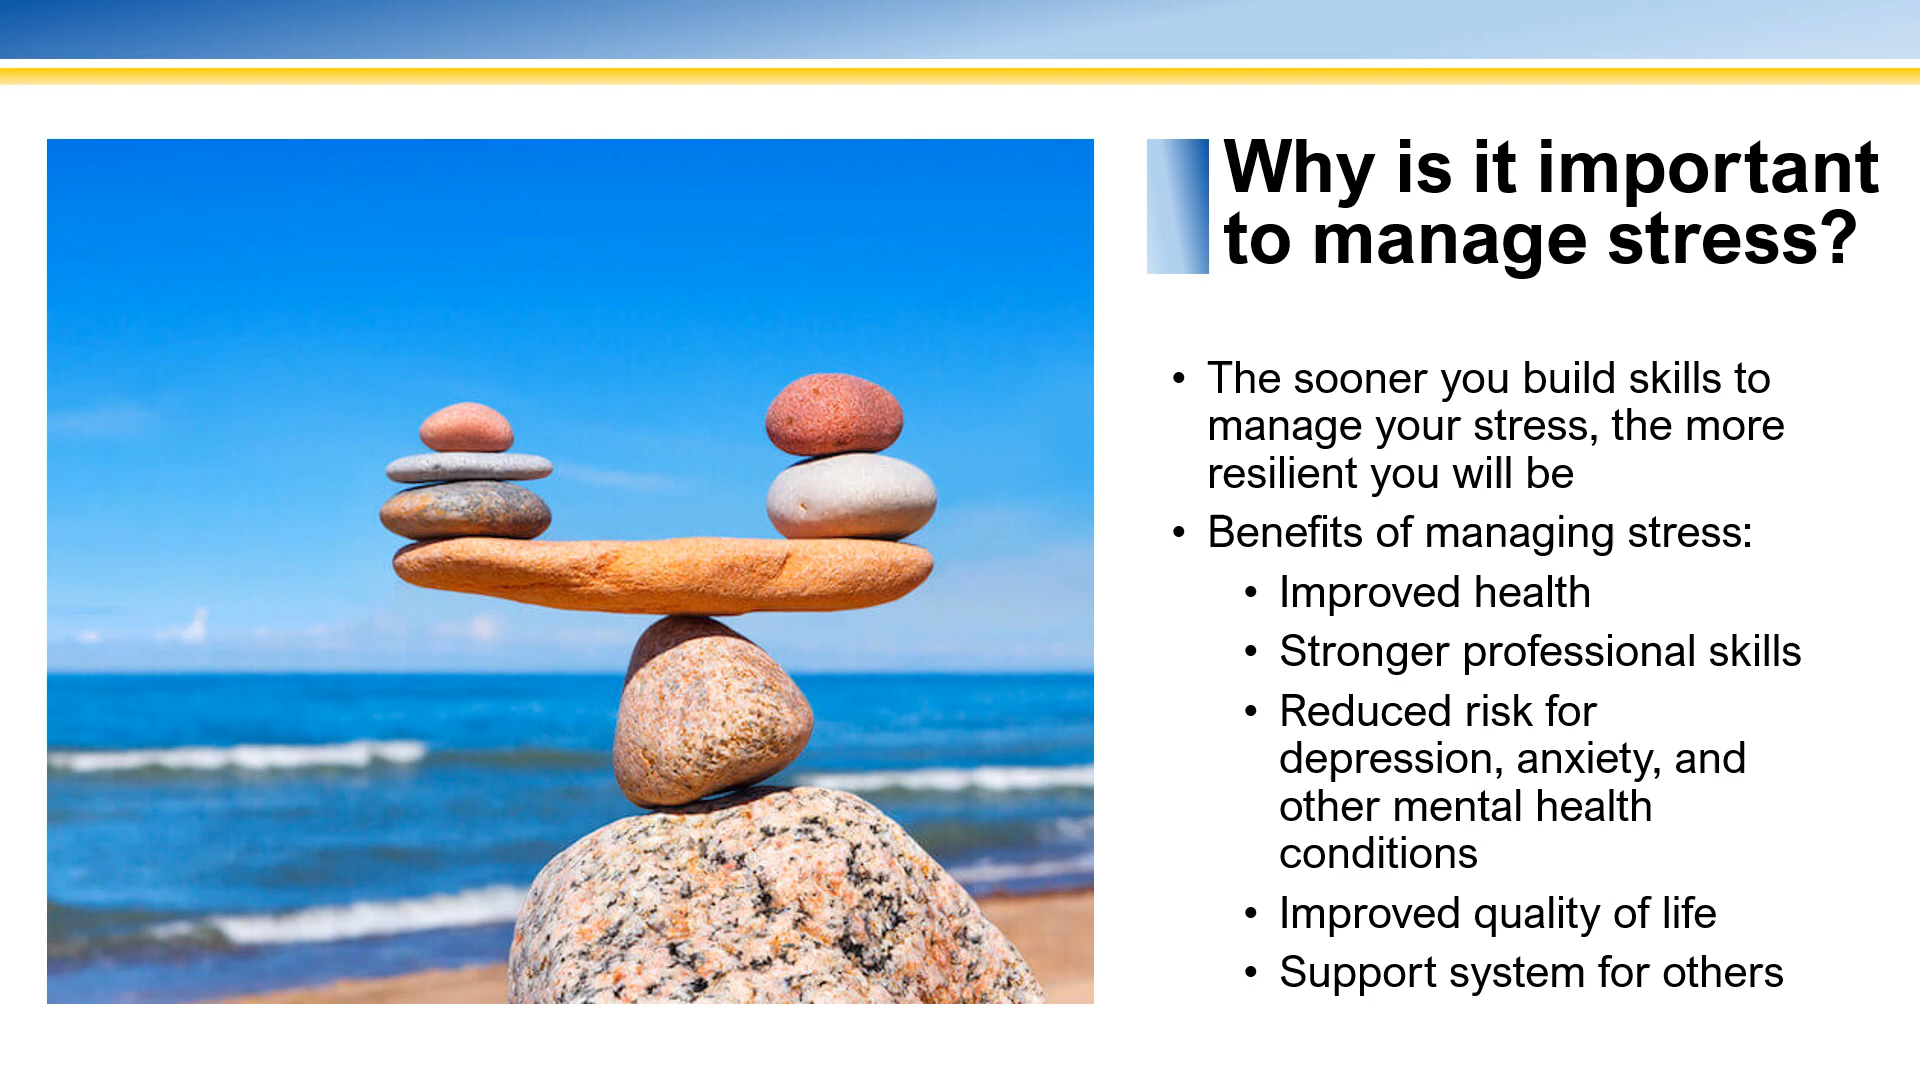 Why is it important
to manage stress?
• The sooner you build skills to
manage your stress, the more
resilient you will be
• Benefits of managing stress:
• Improved health
• Stronger professional skills
• Reduced risk for
depression, anxiety, and
other mental health
conditions
• Improved quality of life
• Support system for others